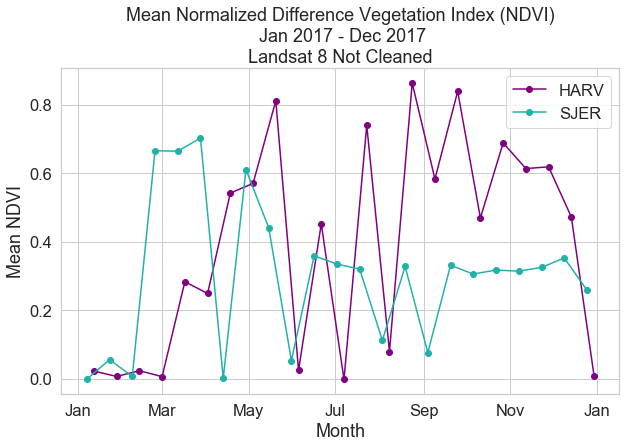 Mean Normalized Difference Vegetation Index (NDVI)
Jan 2017 - Dec 2017
Landsat 8 Not Cleaned
HARV
SJER
Mean NDVI
0.8
0.6
0.4
0.2
0.0
Jan Mar May Jul Sep Nov Jan
Month